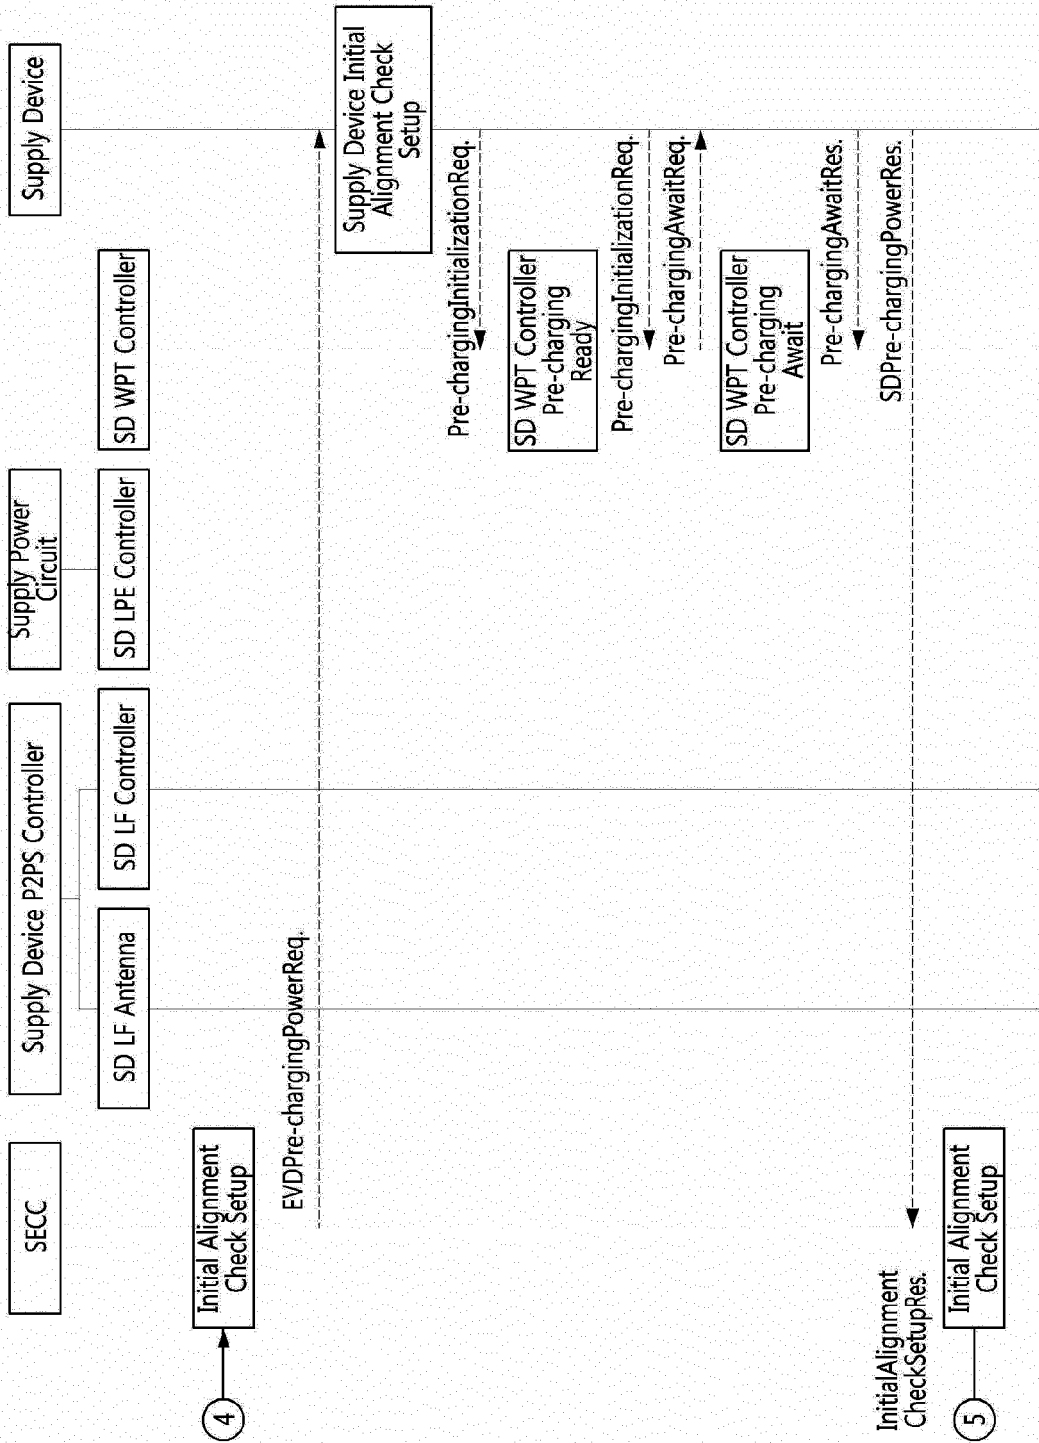 SECC
Supply Device P2PS Controller
Supply Power
Circuit
Supply Device
SD LF Antenna
SD LF Controller
SD LPE Controller
SD WPT Controller
4
Initial Alignment
Check Setup
EVDPre-chargingPowerReq.
Supply Device Initial
Alignment Check
Setup
Pre-chargingInitializationReq.
SD WPT Controller
Pre-charging
Ready
Pre-chargingInitializationReq.
Pre-chargingAwaitReq.
SD WPT Controller
Pre-charging
Await
Pre-chargingAwaitRes.
SDPre-chargingPowerRes.
InitialAlignment
CheckSetupRes.
5
Initial Alignment
Check Setup